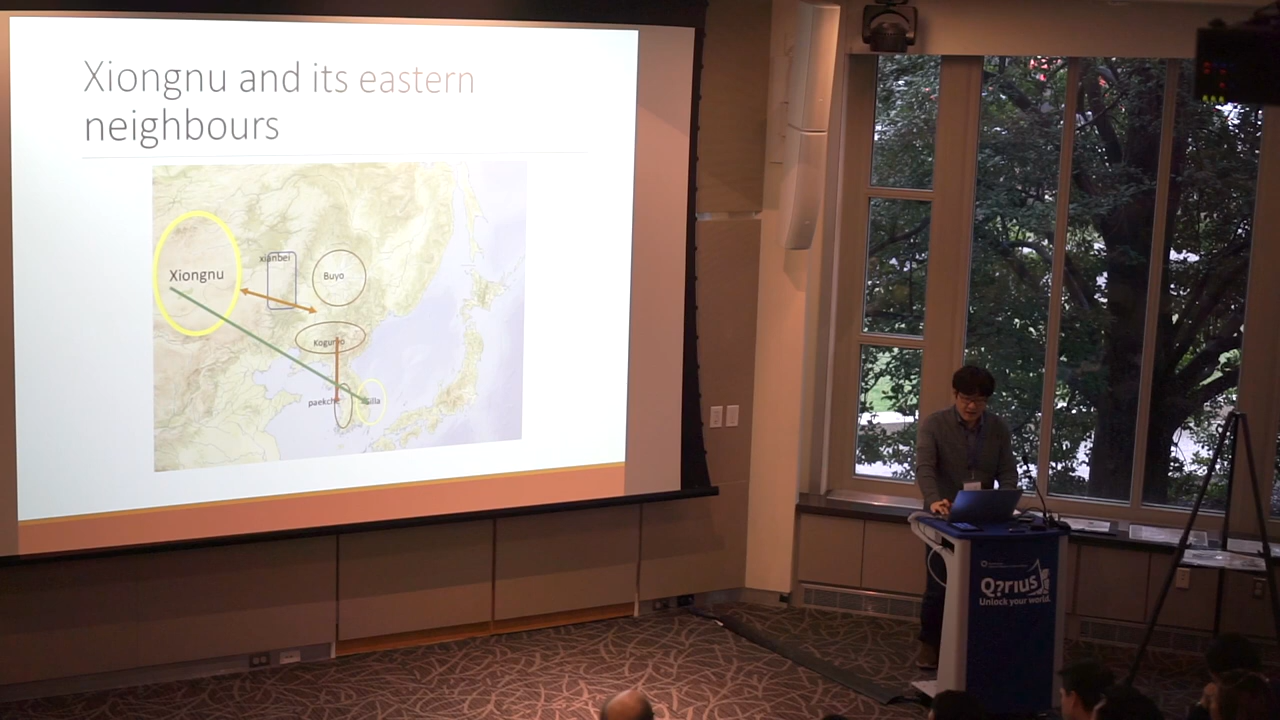 Xiongnu and its eastern
neighbours
xianbei
Xiongnu
Buyo
Koguryo
paekche
Silla
Q?rius
Unlock your world.